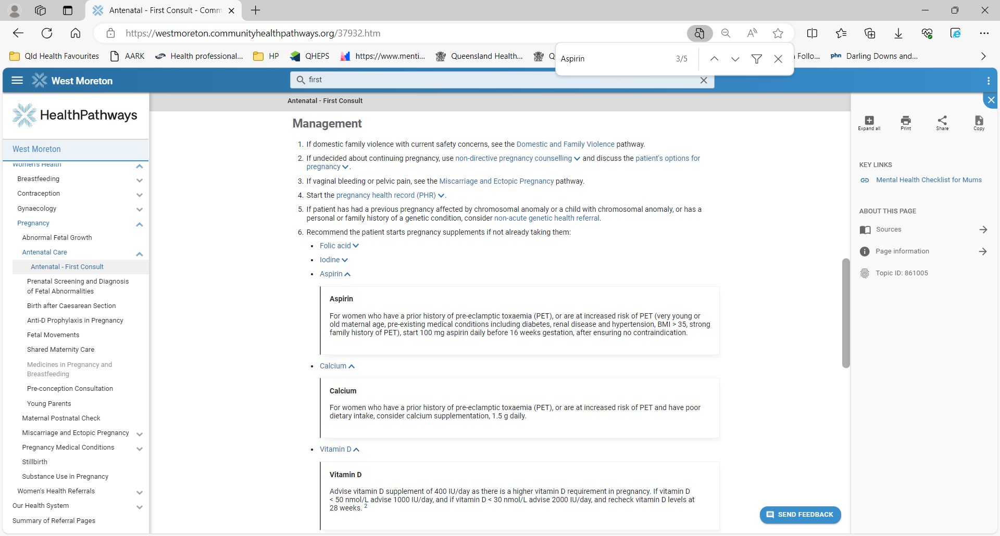 Antenatal - First Consult - Comm
https://westmoreton.communityhealthpathways.org/37932.htm
Qld Health Favourites
AARK
Health professional...
HP
QHEPS
https://www.menti...
Queensland Health...
Aspirin
3/5
Follo...
phn
Darling Downs and...
West Moreton
first
HealthPathways
West Moreton
Women's Health
Breastfeeding
Contraception
Gynaecology
Pregnancy
Abnormal Fetal Growth
Antenatal Care
Antenatal - First Consult
Prenatal Screening and Diagnosis
of Fetal Abnormalities
Birth after Caesarean Section
Anti-D Prophylaxis in Pregnancy
Fetal Movements
Shared Maternity Care
Medicines in Pregnancy and
Breastfeeding
Pre-conception Consultation
Young Parents
Maternal Postnatal Check
Miscarriage and Ectopic Pregnancy
Pregnancy Medical Conditions
Stillbirth
Substance Use in Pregnancy
Women's Health Referrals
Our Health System
Summary of Referral Pages
Antenatal - First Consult
Management
1. If domestic family violence with current safety concerns, see the Domestic and Family Violence pathway.
2. If undecided about continuing pregnancy, use non-directive pregnancy counselling and discuss the patient's options for
pregnancy .
3. If vaginal bleeding or pelvic pain, see the Miscarriage and Ectopic Pregnancy pathway.
4. Start the pregnancy health record (PHR) .
5. If patient has had a previous pregnancy affected by chromosomal anomaly or a child with chromosomal anomaly, or has a
personal or family history of a genetic condition, consider non-acute genetic health referral.
6. Recommend the patient starts pregnancy supplements if not already taking them:
• Folic acid
• Iodine
• Aspirin
Aspirin
For women who have a prior history of pre-eclamptic toxaemia (PET), or are at increased risk of PET (very young or
old maternal age, pre-existing medical conditions including diabetes, renal disease and hypertension, BMI > 35, strong
family history of PET), start 100 mg aspirin daily before 16 weeks gestation, after ensuring no contraindication.
• Calcium
Calcium
For women who have a prior history of pre-eclamptic toxaemia (PET), or are at increased risk of PET and have poor
dietary intake, consider calcium supplementation, 1.5 g daily.
• Vitamin D
Vitamin D
Advise vitamin D supplement of 400 IU/day as there is a higher vitamin D requirement in pregnancy. If vitamin D
< 50 nmol/L advise 1000 IU/day, and if vitamin D < 30 nmol/L advise 2000 IU/day, and recheck vitamin D levels at
28 weeks. 2
Expand all
Print
Share
Copy
KEY LINKS
Mental Health Checklist for Mums
ABOUT THIS PAGE
Sources
Page information
Topic ID: 861005
SEND FEEDBACK